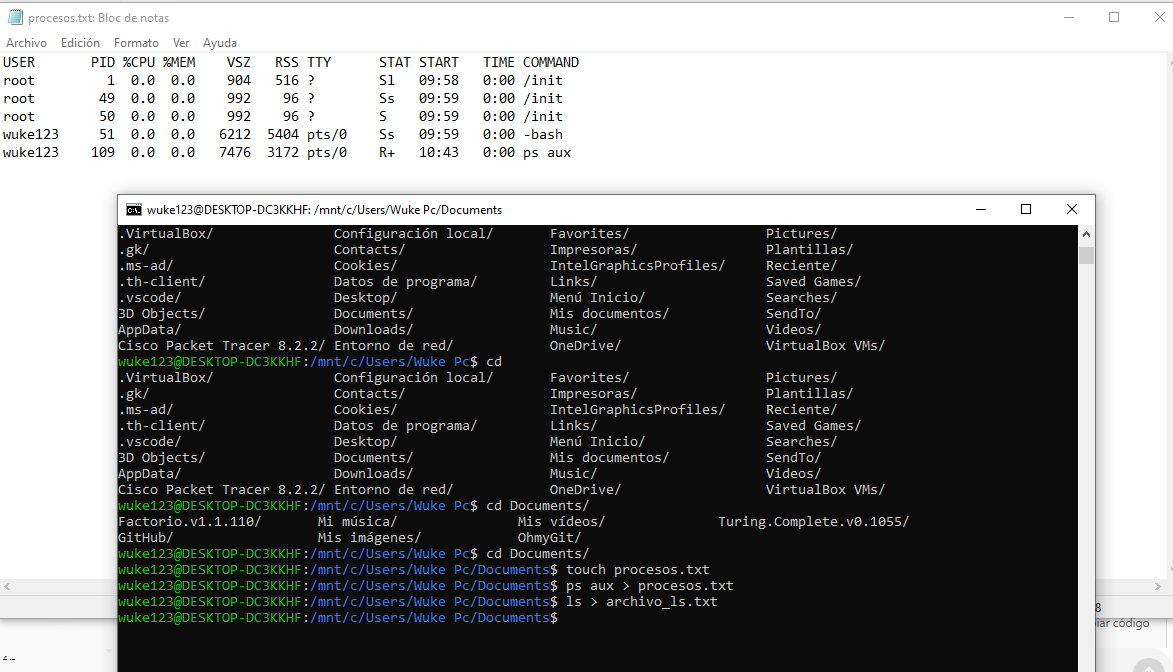 procesos.txt: Bloc de notas
Archivo Edición Formato Ver Ayuda
USER PID %CPU %MEM VSZ RSS TTY STAT START TIME COMMAND
root 1 0.0 0.0 904 516 ? Sl 09:58 0:00 /init
root 49 0.0 0.0 992 96 ? Ss 09:59 0:00 /init
root 50 0.0 0.0 992 96 ? S 09:59 0:00 /init
wuke123 51 0.0 0.0 6212 5404 pts/0 Ss 09:59 0:00 -bash
wuke123 109 0.0 0.0 7476 3172 pts/0 R+ 10:43 0:00 ps aux
wuke123@DESKTOP-DC3KKHF: /mnt/c/Users/Wuke Pc/Documents
.VirtualBox/ Configuración local/ Favorites/ Pictures/
.gk/ Contacts/ Impresoras/ Plantillas/
.ms-ad/ Cookies/ IntelGraphicsProfiles/ Reciente/
.th-client/ Datos de programa/ Links/ Saved Games/
.vscode/ Desktop/ Menú Inicio/ Searches/
3D Objects/ Documents/ Mis documentos/ SendTo/
AppData/ Downloads/ Music/ Videos/
Cisco Packet Tracer 8.2.2/ Entorno de red/ OneDrive/ VirtualBox VMs/
wuke123@DESKTOP-DC3KKHF:/mnt/c/Users/Wuke Pc$ cd
.VirtualBox/ Configuración local/ Favorites/ Pictures/
.gk/ Contacts/ Impresoras/ Plantillas/
.ms-ad/ Cookies/ IntelGraphicsProfiles/ Reciente/
.th-client/ Datos de programa/ Links/ Saved Games/
.vscode/ Desktop/ Menú Inicio/ Searches/
3D Objects/ Documents/ Mis documentos/ SendTo/
AppData/ Downloads/ Music/ Videos/
Cisco Packet Tracer 8.2.2/ Entorno de red/ OneDrive/ VirtualBox VMs/
wuke123@DESKTOP-DC3KKHF:/mnt/c/Users/Wuke Pc$ cd Documents/
Factorio.v1.1.110/ Mi música/ Mis vídeos/ Turing.Complete.v0.1055/
GitHub/ Mis imágenes/ OhmyGit/
wuke123@DESKTOP-DC3KKHF:/mnt/c/Users/Wuke Pc$ cd Documents/
wuke123@DESKTOP-DC3KKHF:/mnt/c/Users/Wuke Pc/Documents$ touch procesos.txt
wuke123@DESKTOP-DC3KKHF:/mnt/c/Users/Wuke Pc/Documents$ ps aux > procesos.txt
wuke123@DESKTOP-DC3KKHF:/mnt/c/Users/Wuke Pc/Documents$ ls > archivo_ls.txt
wuke123@DESKTOP-DC3KKHF:/mnt/c/Users/Wuke Pc/Documents$
8
iar código